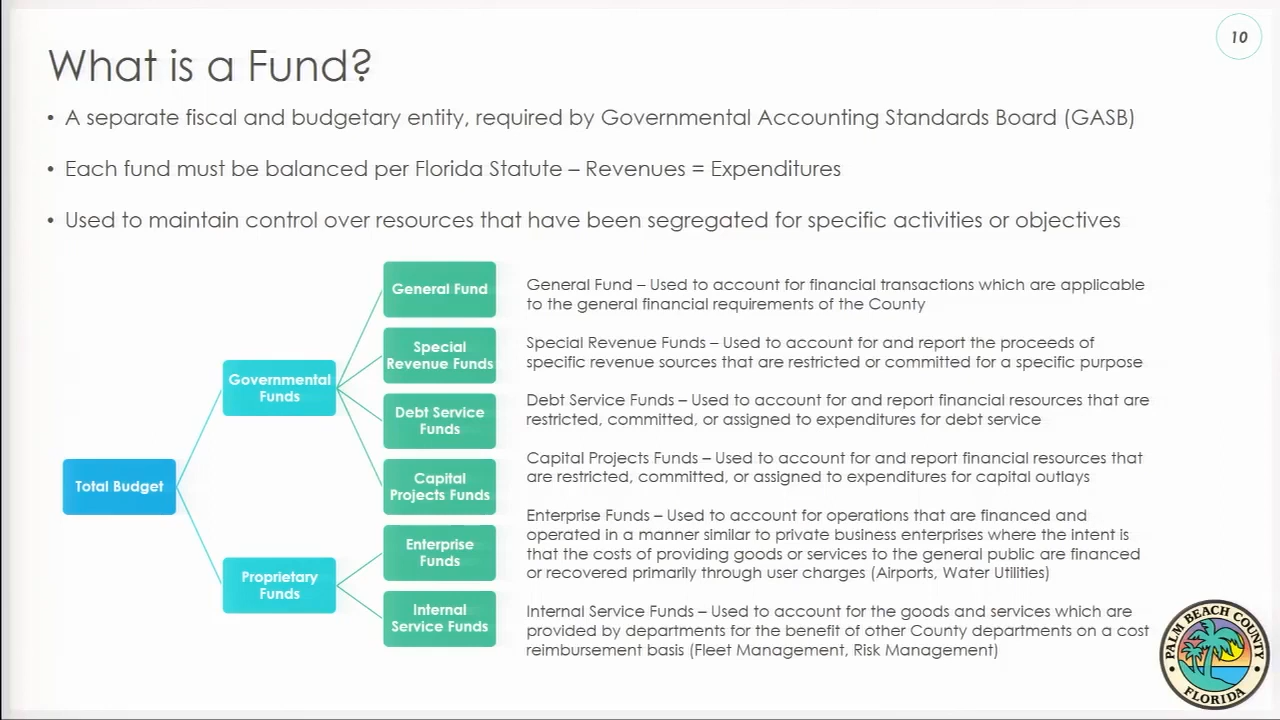 10
What is a Fund?
• A separate fiscal and budgetary entity, required by Governmental Accounting Standards Board (GASB)
• Each fund must be balanced per Florida Statute – Revenues = Expenditures
• Used to maintain control over resources that have been segregated for specific activities or objectives
Total Budget
Governmental
Funds
Proprietary
Funds
General Fund
Special
Revenue Funds
Debt Service
Funds
Capital
Projects Funds
Enterprise
Funds
Internal
Service Funds
General Fund – Used to account for financial transactions which are applicable
to the general financial requirements of the County
Special Revenue Funds – Used to account for and report the proceeds of
specific revenue sources that are restricted or committed for a specific purpose
Debt Service Funds – Used to account for and report financial resources that are
restricted, committed, or assigned to expenditures for debt service
Capital Projects Funds – Used to account for and report financial resources that
are restricted, committed, or assigned to expenditures for capital outlays
Enterprise Funds – Used to account for operations that are financed and
operated in a manner similar to private business enterprises where the intent is
that the costs of providing goods or services to the general public are financed
or recovered primarily through user charges (Airports, Water Utilities)
Internal Service Funds – Used to account for the goods and services which are
provided by departments for the benefit of other County departments on a cost
reimbursement basis (Fleet Management, Risk Management)
PALM BEACH COUNTY
FLORIDA